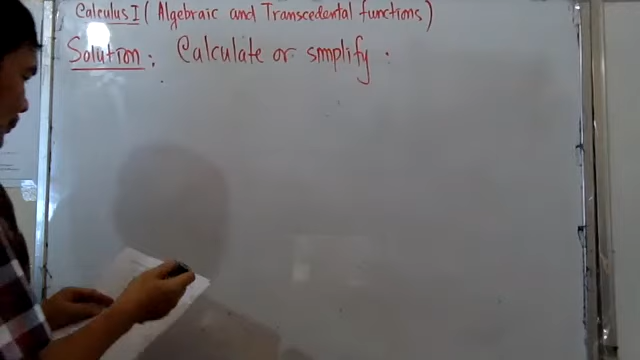 Calculus I ( Algebraic and Transcedental functions )
Solution : Calculate or smplify :